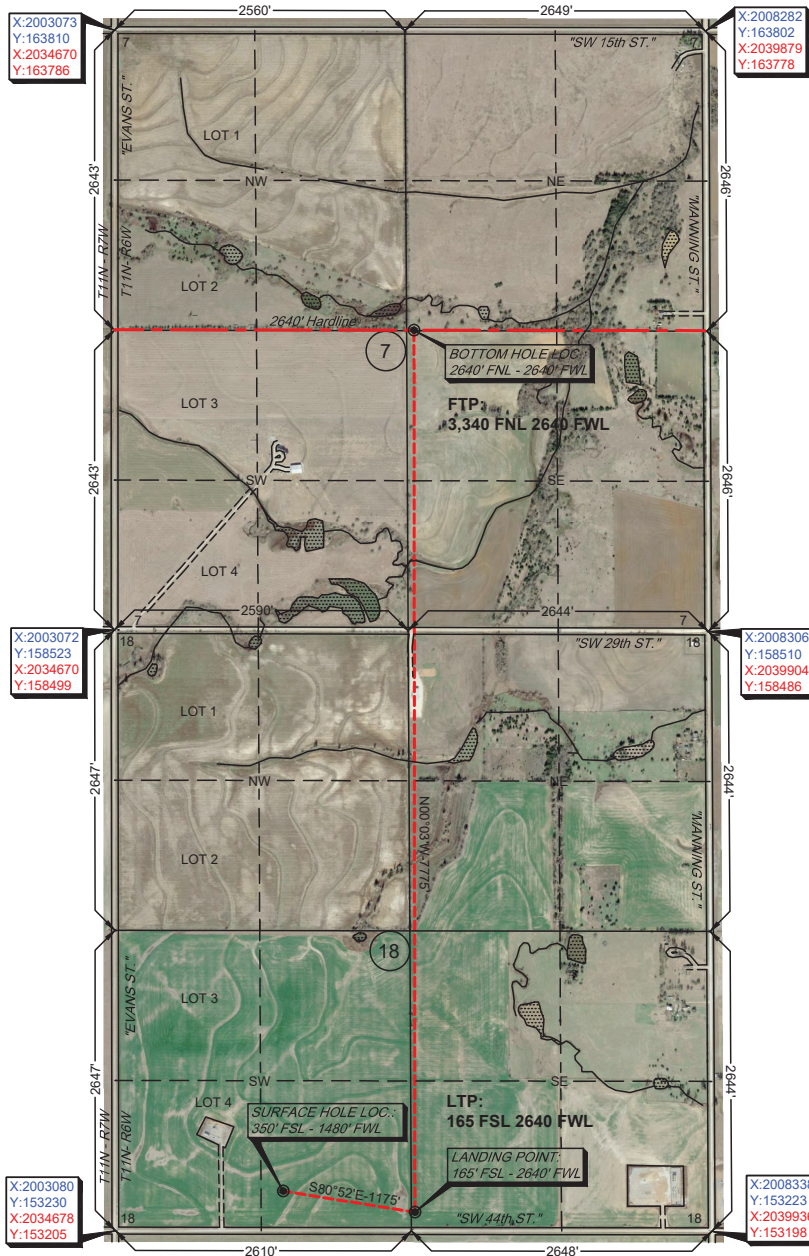 2560'
2649'
X:2003073
Y:163810
X:2034670
Y:163786
X:2008282
Y:163802
X:2039879
Y:163778
7
"SW 15th ST."
7
"EVANS ST."
LOT 1
2643'
NW
NE
2646'
"MANNING ST."
T11N - R7W
T11N - R6W
LOT 2
2640' Hardline
7
BOTTOM HOLE LOC.:
2640' FNL - 2640' FWL
FTP:
3,340 FNL 2640 FWL
LOT 3
2643'
SW
SE
2646'
LOT 4
7
2590'
2644'
7
X:2003072
Y:158523
X:2034670
Y:158499
X:2008306
Y:158510
X:2039904
Y:158486
18
"SW 29th ST."
18
LOT 1
2647'
NW
NE
2644'
N00°03'W-7775'
"MANNING ST."
LOT 2
18
LOT 3
"EVANS ST."
2647'
SW
SE
2644'
LOT 4
LTP:
165 FSL 2640 FWL
SURFACE HOLE LOC.:
350' FSL - 1480' FWL
T11N - R7W
T11N - R6W
LANDING POINT:
165' FSL - 2640' FWL
S80°52'E-1175'
X:2003080
Y:153230
X:2034678
Y:153205
X:2008338
Y:153223
X:2039936
Y:153198
18
"SW 44th ST."
18
2610'
2648'